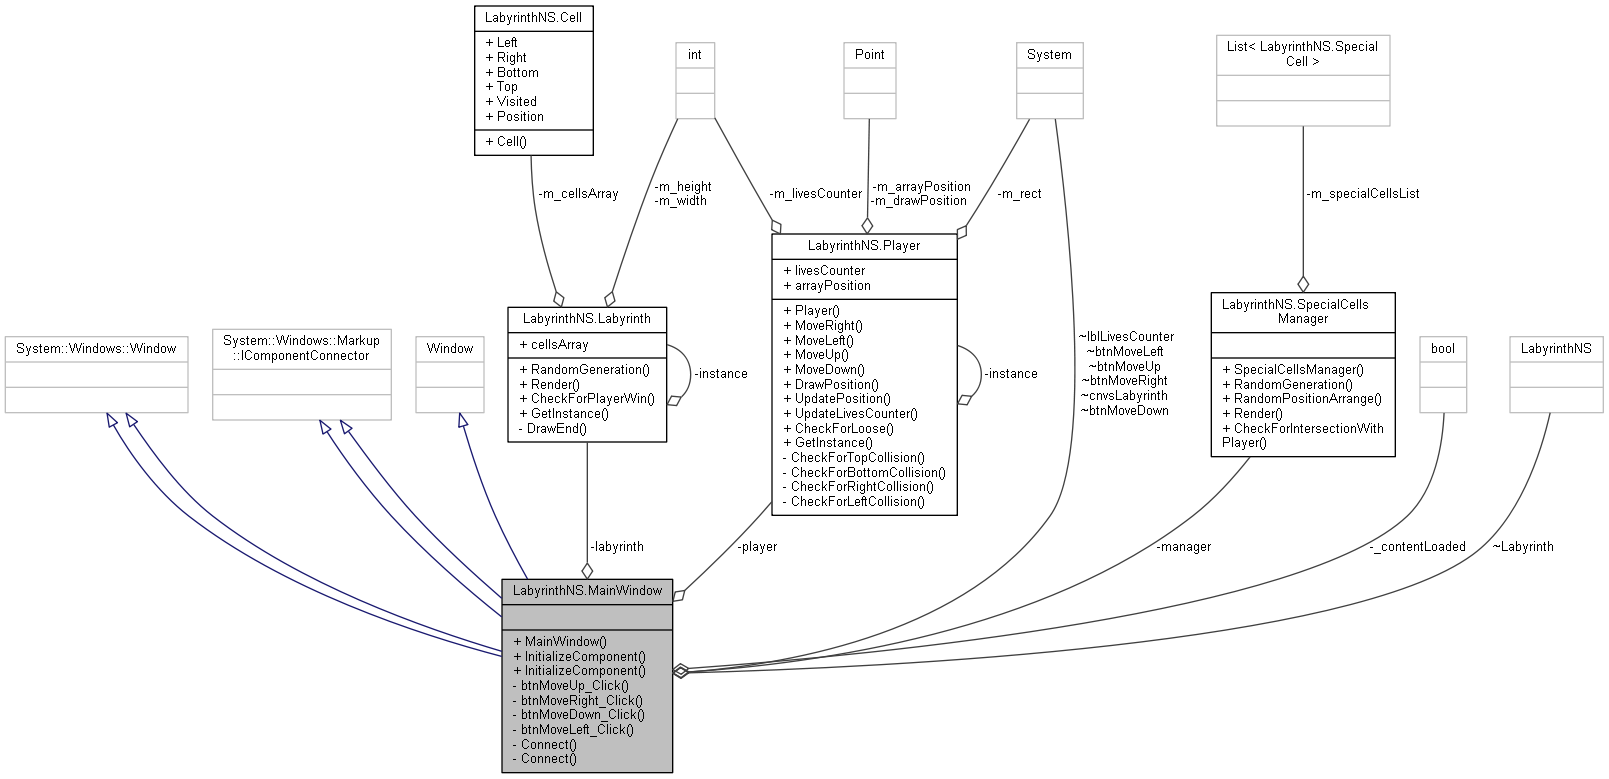 LabyrinthNS.Cell
+ Left
+ Right
+ Bottom
+ Top
+ Visited
+ Position
+ Cell()
int
Point
System
List< LabyrinthNS.Special
Cell >
-m_cellsArray
-m_height
-m_width
-m_livesCounter
-m_arrayPosition
-m_drawPosition
-m_rect
-m_specialCellsList
LabyrinthNS.Player
+ livesCounter
+ arrayPosition
+ Player()
+ MoveRight()
+ MoveLeft()
+ MoveUp()
+ MoveDown()
+ DrawPosition()
+ UpdatePosition()
+ UpdateLivesCounter()
+ CheckForLoose()
+ GetInstance()
- CheckForTopCollision()
- CheckForBottomCollision()
- CheckForRightCollision()
- CheckForLeftCollision()
-instance
LabyrinthNS.Labyrinth
+ cellsArray
+ RandomGeneration()
+ Render()
+ CheckForPlayerWin()
+ GetInstance()
- DrawEnd()
-instance
LabyrinthNS.SpecialCells
Manager
+ SpecialCellsManager()
+ RandomGeneration()
+ RandomPositionArrange()
+ Render()
+ CheckForIntersectionWith
Player()
System::Windows::Window
System::Windows::Markup
::IComponentConnector
Window
~lblLivesCounter
~btnMoveLeft
~btnMoveUp
~btnMoveRight
~cnvsLabyrinth
~btnMoveDown
bool
LabyrinthNS
-labyrinth
-player
-manager
-_contentLoaded
~Labyrinth
LabyrinthNS.MainWindow
+ MainWindow()
+ InitializeComponent()
+ InitializeComponent()
- btnMoveUp_Click()
- btnMoveRight_Click()
- btnMoveDown_Click()
- btnMoveLeft_Click()
- Connect()
- Connect()